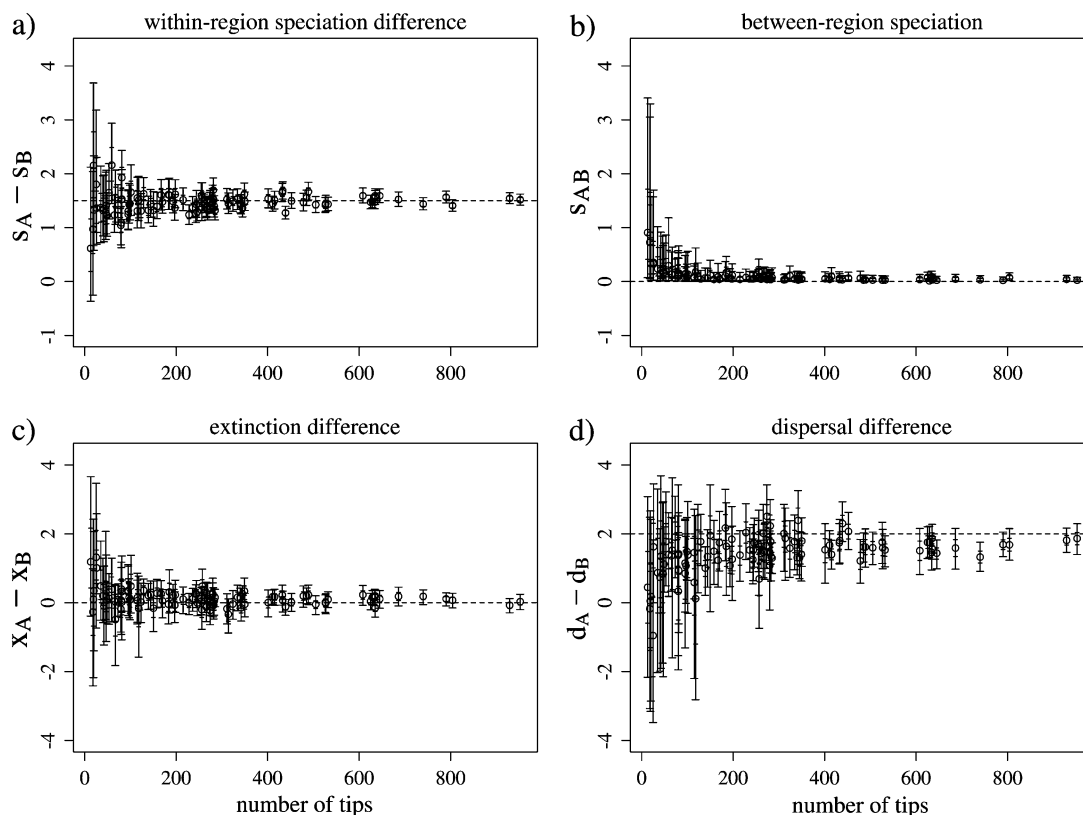 a) within-region speciation difference
4
3
2
1
0
-1
sA − sB
0 200 400 600 800
b) between-region speciation
4
3
2
1
0
-1
sAB
0 200 400 600 800
c) extinction difference
4
2
0
-2
-4
xA − xB
0 200 400 600 800
number of tips
d) dispersal difference
4
2
0
-2
-4
dA − dB
0 200 400 600 800
number of tips